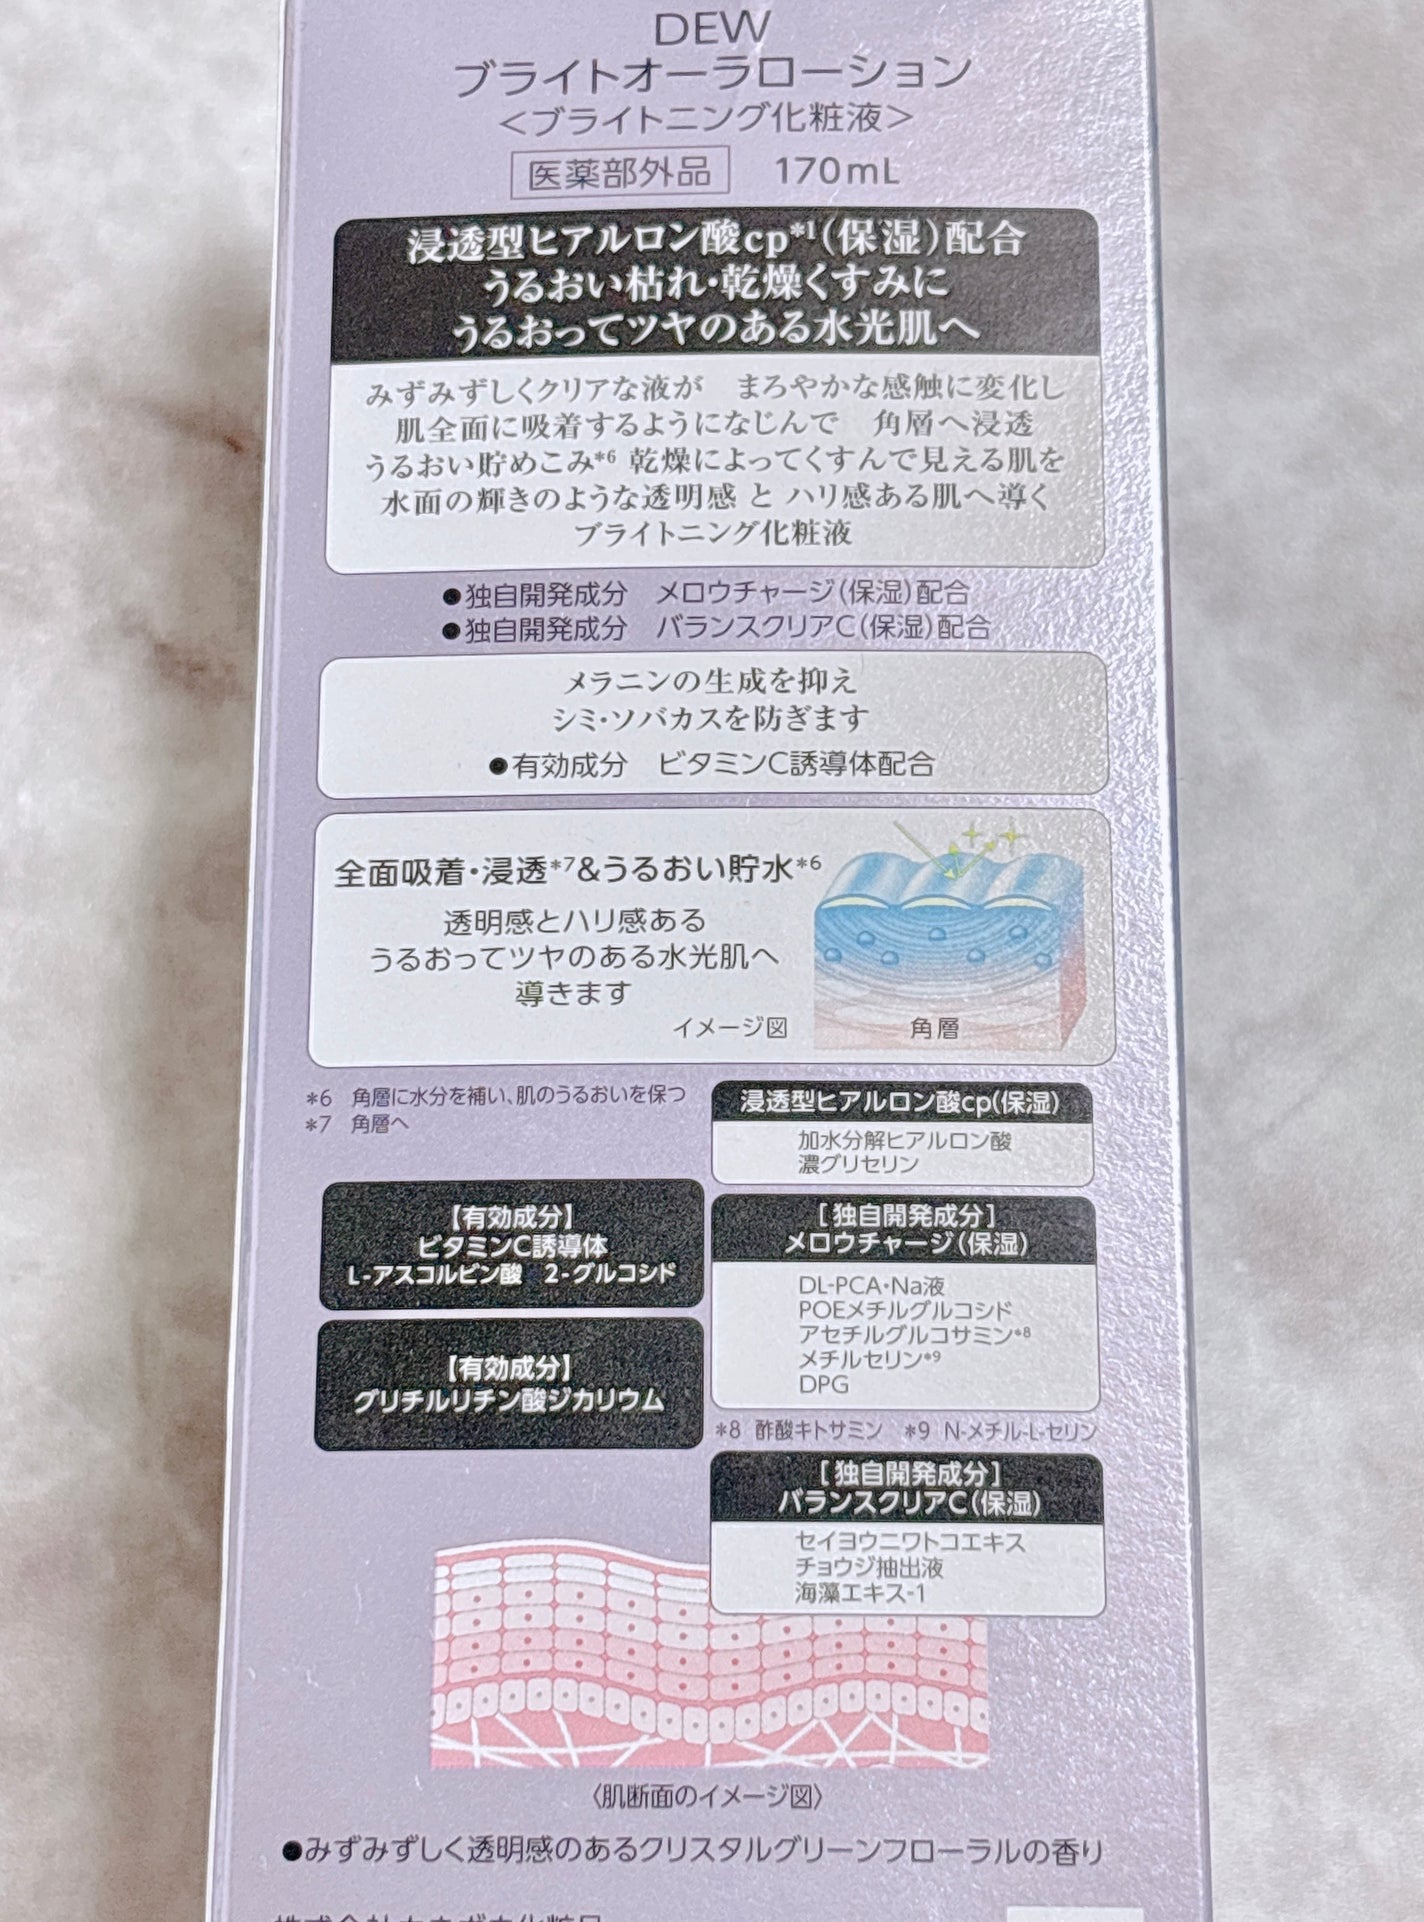 DEW
ブライトオーラローション
＜ブライトニング化粧液＞
医薬部外品　170mL
浸透型ヒアルロン酸cp*1(保湿)配合
うるおい枯れ・乾燥くすみに
うるおってツヤのある水光肌へ
みずみずしくクリアな液が　まろやかな感触に変化し
肌全面に吸着するようになじんで　角層へ浸透
うるおい貯めこみ*6 乾燥によってくすんで見える肌を
水面の輝きのような透明感 と ハリ感ある肌へ導く
ブライトニング化粧液
●独自開発成分　メロウチャージ(保湿)配合
●独自開発成分　バランスクリアC(保湿)配合
メラニンの生成を抑え
シミ・ソバカスを防ぎます
●有効成分　ビタミンC誘導体配合
全面吸着・浸透*7&うるおい貯水*6
透明感とハリ感ある
うるおってツヤのある水光肌へ
導きます
イメージ図
角層
*6　角層に水分を補い、肌のうるおいを保つ
*7　角層へ
浸透型ヒアルロン酸cp(保湿)
加水分解ヒアルロン酸
濃グリセリン
【有効成分】
ビタミンC誘導体
L-アスコルビン酸　2-グルコシド
[独自開発成分]
メロウチャージ(保湿)
DL-PCA・Na液
POEメチルグルコシド
アセチルグルコサミン*8
メチルセリン*9
DPG
【有効成分】
グリチルリチン酸ジカリウム
*8　酢酸キトサミン　*9　N-メチル-L-セリン
[独自開発成分]
バランスクリアC(保湿)
セイヨウニワトコエキス
チョウジ抽出液
海藻エキス-1
〈肌断面のイメージ図〉
●みずみずしく透明感のあるクリスタルグリーンフローラルの香り